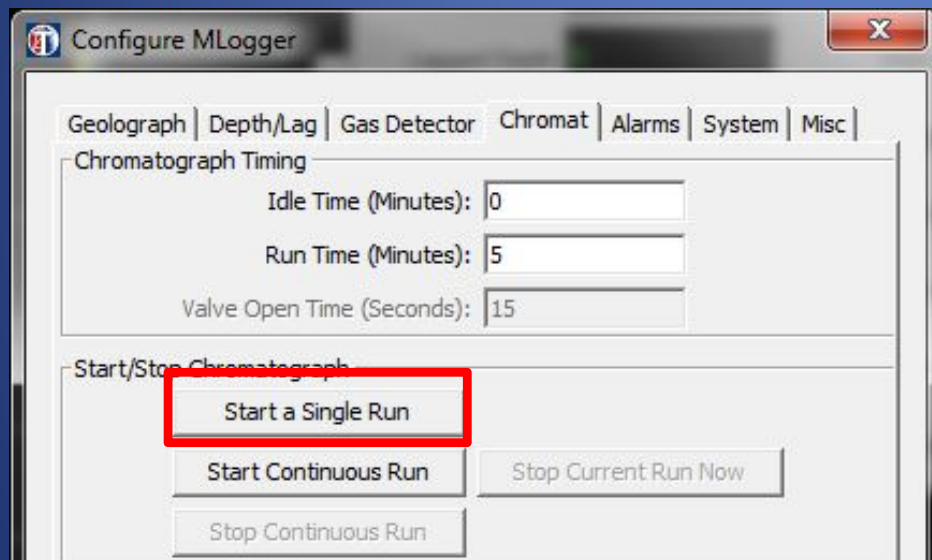 Configure MLogger
Geolograph Depth/Lag Gas Detector Chromat Alarms System Misc
Chromatograph Timing
Idle Time (Minutes): 0
Run Time (Minutes): 5
Valve Open Time (Seconds): 15
Start/Stop Chromatograph
Start a Single Run
Start Continuous Run Stop Current Run Now
Stop Continuous Run